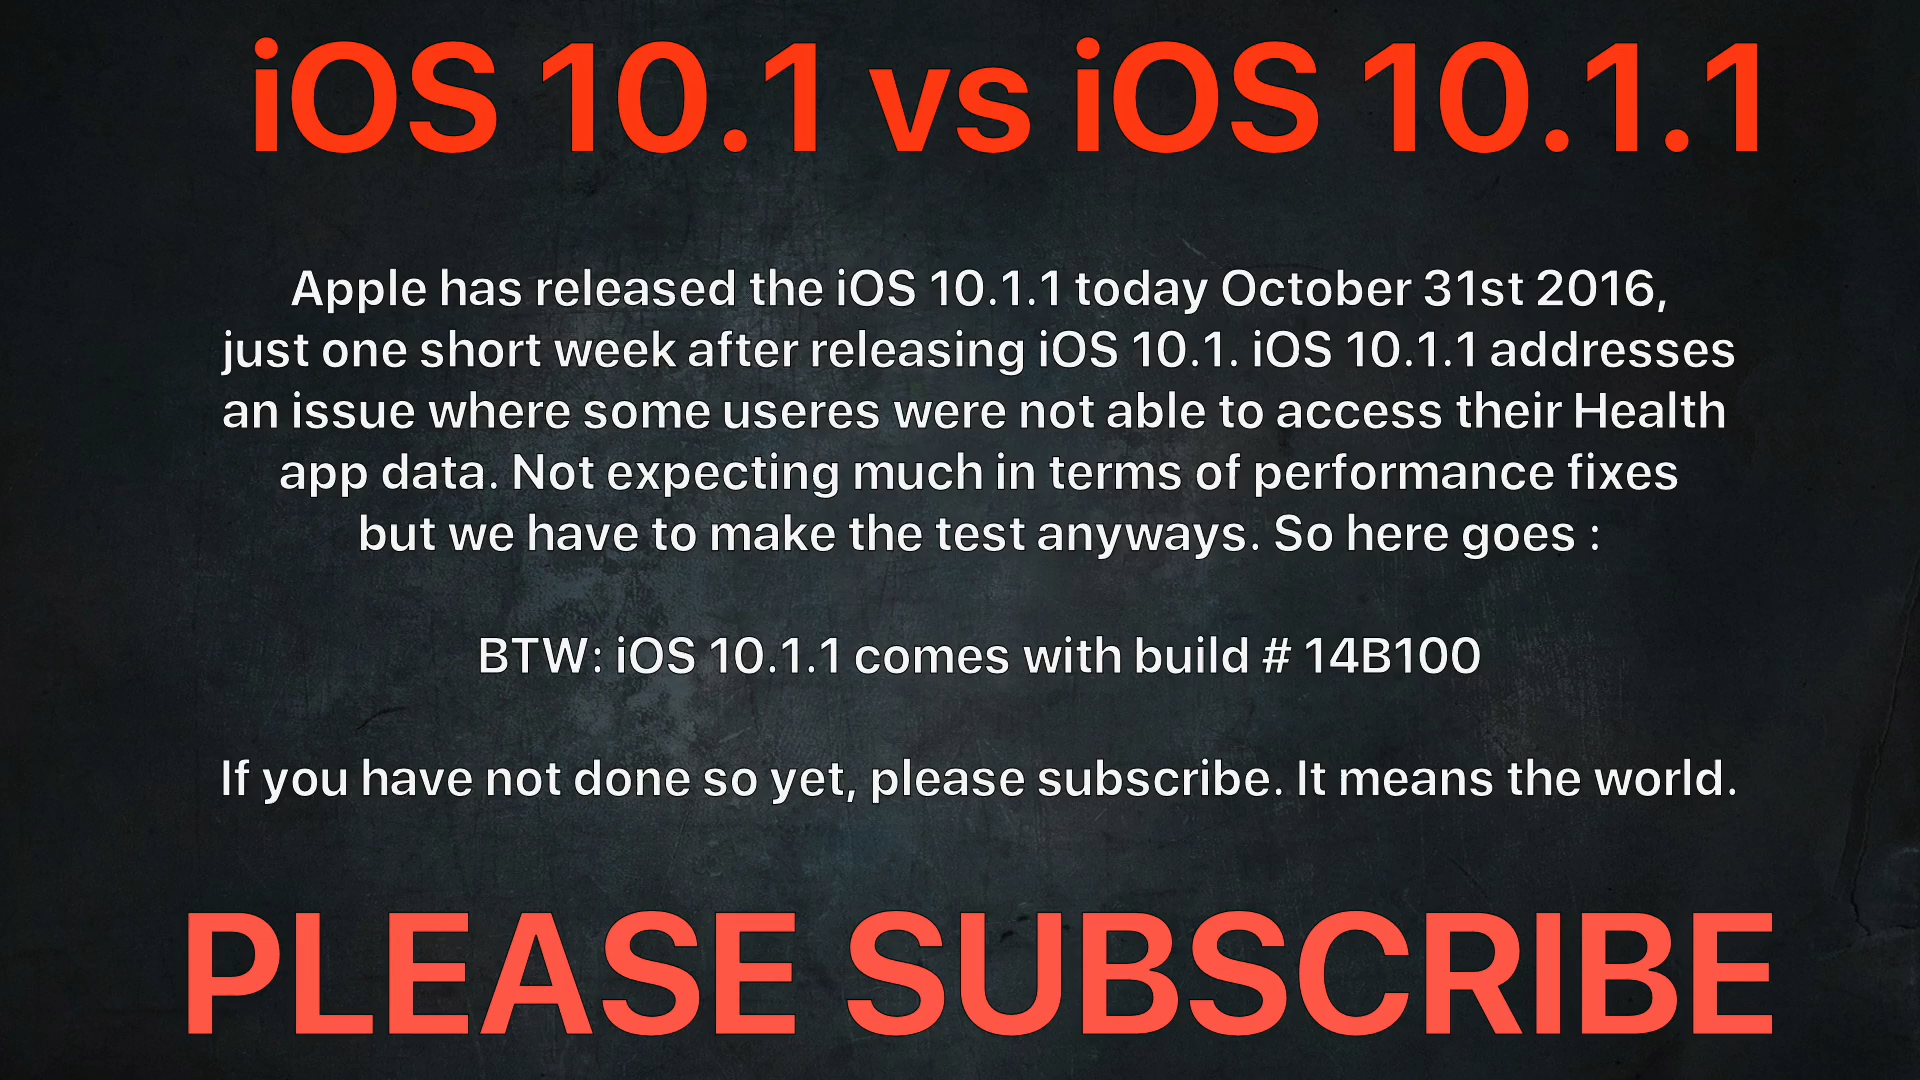 iOS 10.1 vs iOS 10.1.1
Apple has released the iOS 10.1.1 today October 31st 2016,
just one short week after releasing iOS 10.1. iOS 10.1.1 addresses
an issue where some useres were not able to access their Health
app data. Not expecting much in terms of performance fixes
but we have to make the test anyways. So here goes :
BTW: iOS 10.1.1 comes with build # 14B100
If you have not done so yet, please subscribe. It means the world.
PLEASE SUBSCRIBE